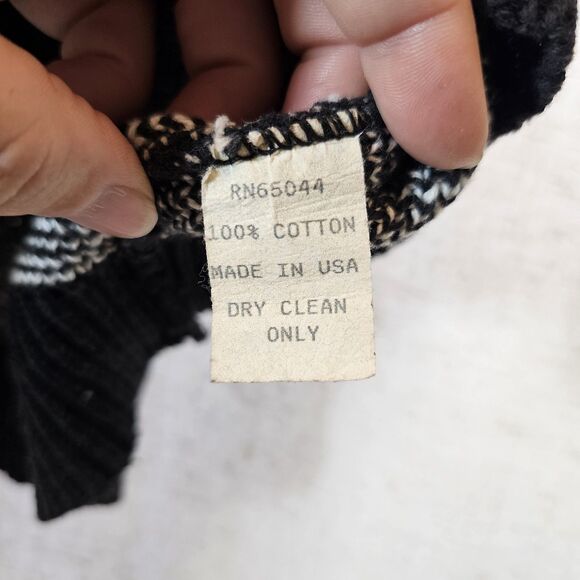 RN65044
100% COTTON
MADE IN USA
DRY CLEAN
ONLY